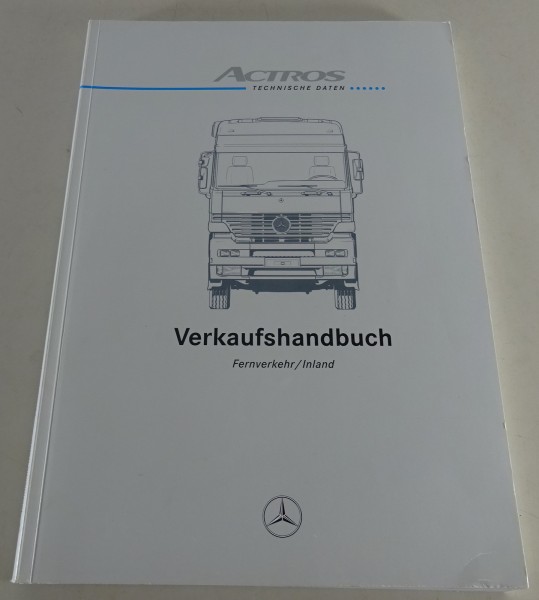 ACTROS
TECHNISCHE DATEN
Verkaufshandbuch
Fernverkehr/Inland